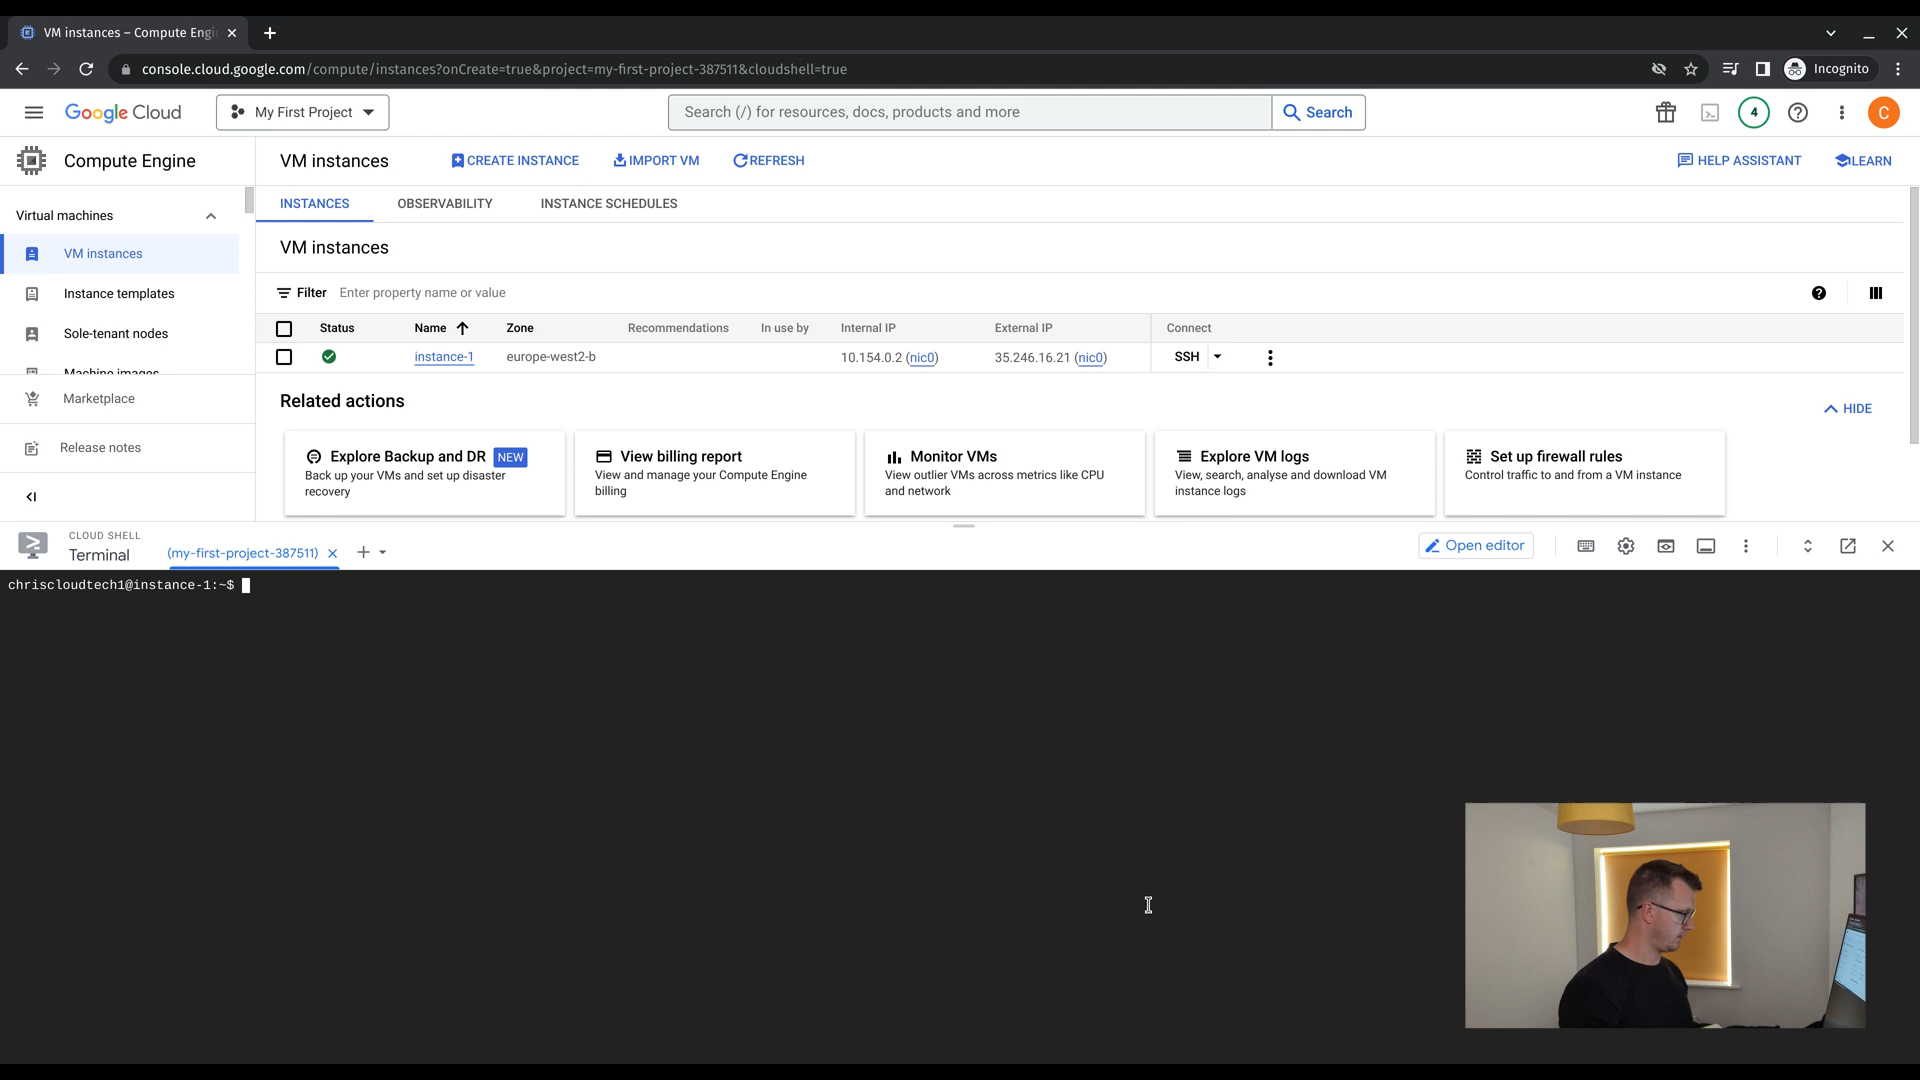 VM instances – Compute Engi
console.cloud.google.com/compute/instances?onCreate=true&project=my-first-project-387511&cloudshell=true
Incognito
Google Cloud
My First Project
Search (/) for resources, docs, products and more
Search
4
C
Compute Engine
VM instances
CREATE INSTANCE
IMPORT VM
REFRESH
HELP ASSISTANT
LEARN
Virtual machines
VM instances
Instance templates
Sole-tenant nodes
Machine images
Marketplace
Release notes
INSTANCES
OBSERVABILITY
INSTANCE SCHEDULES
VM instances
Filter
Enter property name or value
Status
Name
Zone
Recommendations
In use by
Internal IP
External IP
Connect
instance-1
europe-west2-b
10.154.0.2 (nic0)
35.246.16.21 (nic0)
SSH
Related actions
HIDE
Explore Backup and DR NEW
Back up your VMs and set up disaster
recovery
View billing report
View and manage your Compute Engine
billing
Monitor VMs
View outlier VMs across metrics like CPU
and network
Explore VM logs
View, search, analyse and download VM
instance logs
Set up firewall rules
Control traffic to and from a VM instance
CLOUD SHELL
Terminal
(my-first-project-387511)
Open editor
chriscloudtech1@instance-1:~$